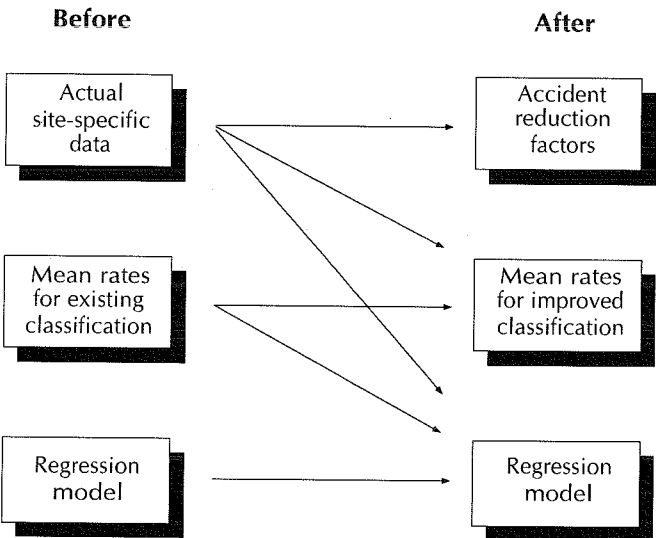 Before
After
Actual
site-specific
data
Accident
reduction
factors
Mean rates
for existing
classification
Mean rates
for improved
classification
Regression
model
Regression
model